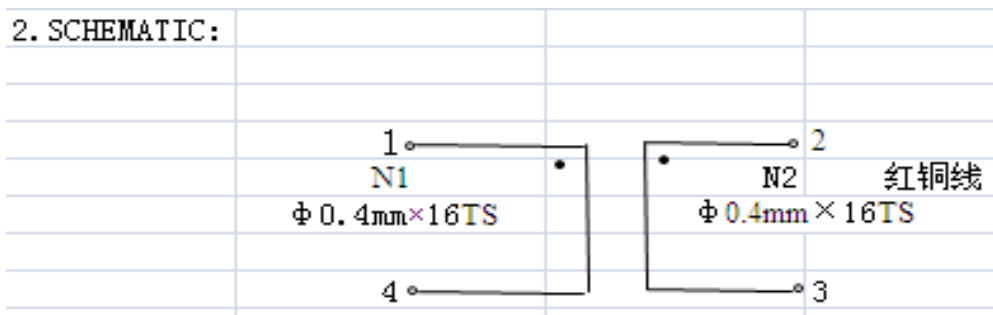 2.SCHEMATIC:
1 2
N1 N2 红铜线
φ0.4mm×16TS φ0.4mm×16TS
4 3